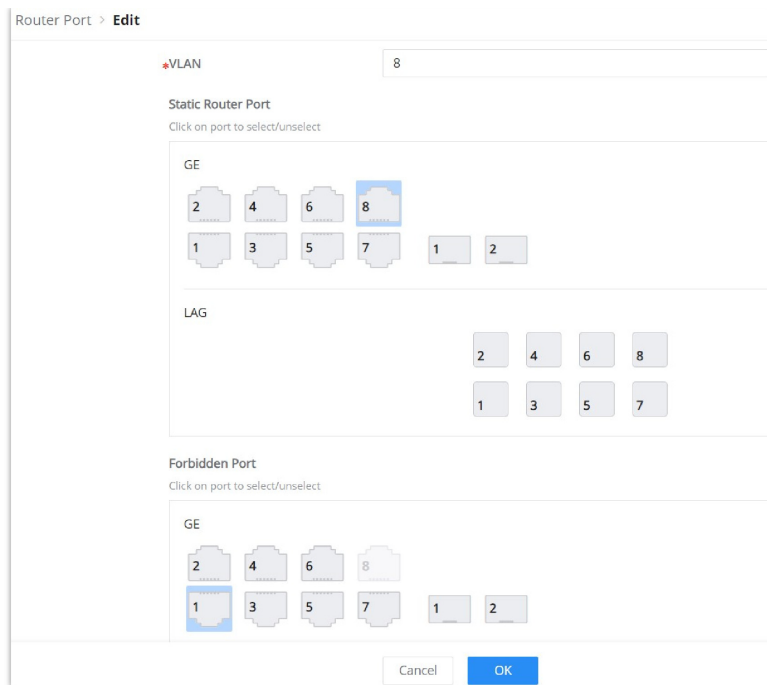 Router Port > Edit
*VLAN 8
Static Router Port
Click on port to select/unselect
GE
2 4 6 8
1 3 5 7 1 2
LAG
2 4 6 8
1 3 5 7
Forbidden Port
Click on port to select/unselect
GE
2 4 6 8
1 3 5 7 1 2
Cancel OK